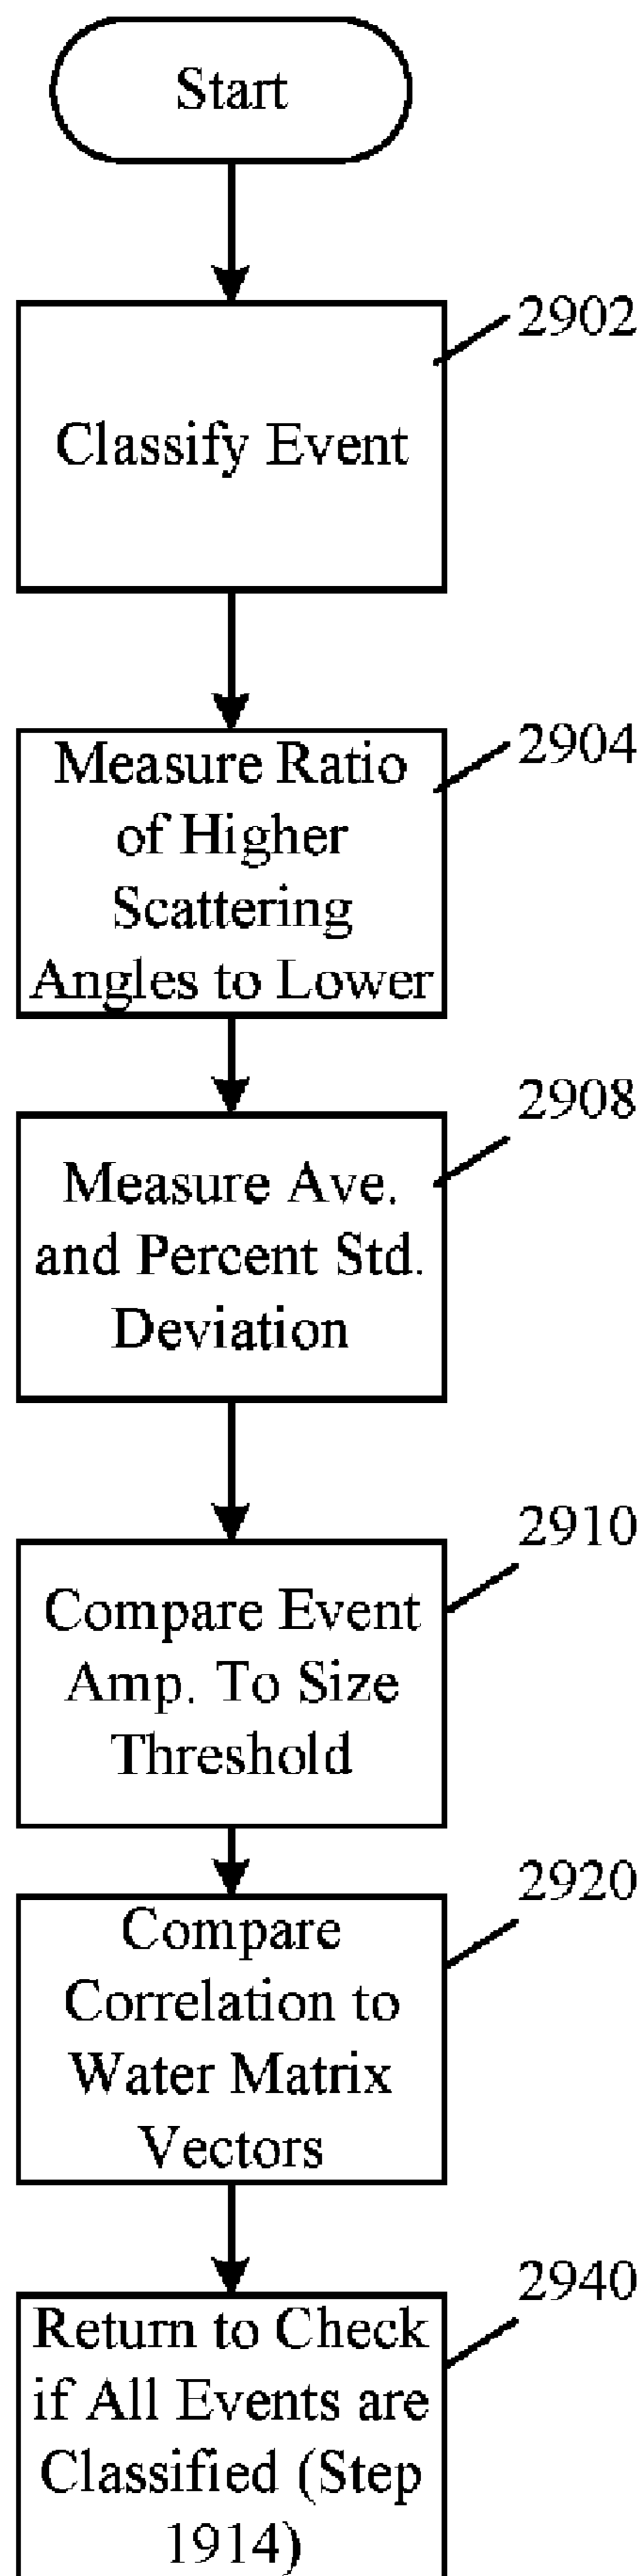 Start
2902
Classify Event
2904
Measure Ratio
of Higher
Scattering
Angles to Lower
2908
Measure Ave.
and Percent Std.
Deviation
2910
Compare Event
Amp. To Size
Threshold
2920
Compare
Correlation to
Water Matrix
Vectors
2940
Return to Check
if All Events are
Classified (Step
1914)